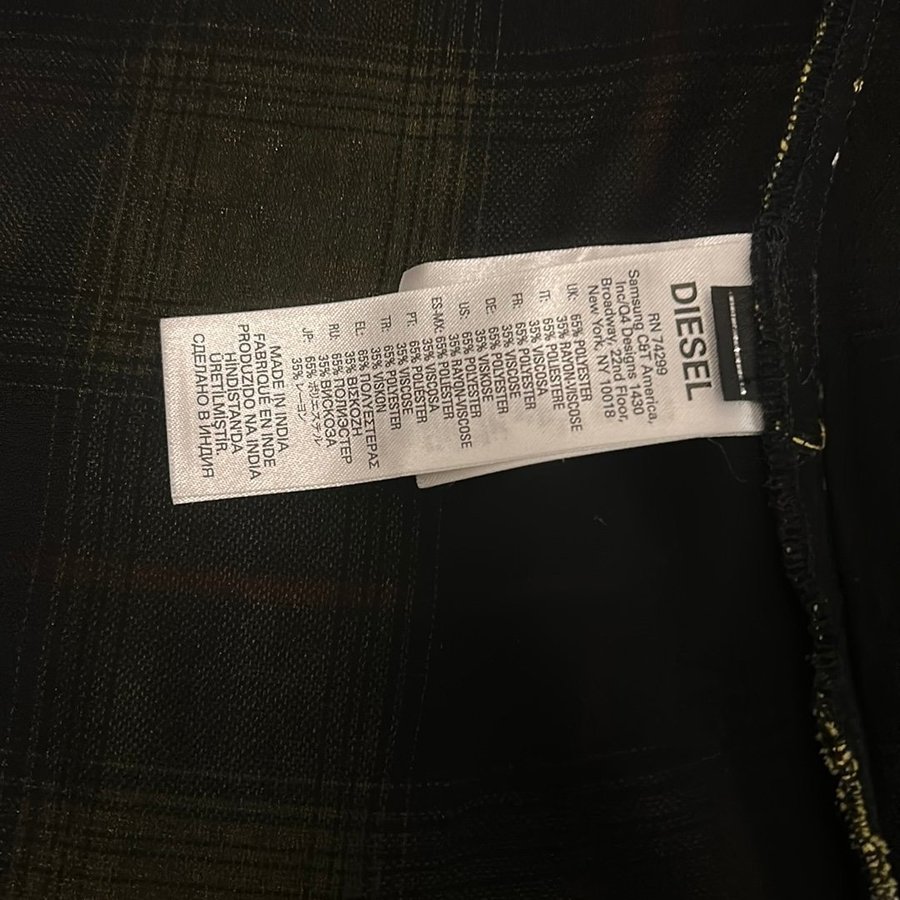 DIESEL
RN 74299
Samsung C&T America,
Inc/O4 Designs 1430
Broadway, 22nd Floor,
New York, NY 10018
UK: 65% POLYESTER
35% RAYON-VISCOSE
IT: 65% POLIESTERE
35% VISCOSA
FR: 65% POLYESTER
35% VISCOSE
DE: 65% POLYESTER
35% VISKOSE
US: 65% POLYESTER
35% RAYON-VISCOSE
ES-MX: 65% POLIÉSTER
35% VISCOSA
PT: 65% POLIÉSTER
35% VISCOSE
TR: 65% POLYESTER
35% VİSKON
EL: 65% ΠΟΛΥΕΣΤΕΡΑΣ
35% ΒΙΣΚΟΖΗ
RU: 65% ПОЛИЭСТЕР
35% ВИСКОЗА
JP: 65% ポリエステル
35% レーヨン
MADE IN INDIA
FABRIQUE EN INDE
PRODUZIDO NA INDIA
HINDISTANDA
ÜRETILMIŞTIR.
СДЕЛАНО В ИНДИЯ